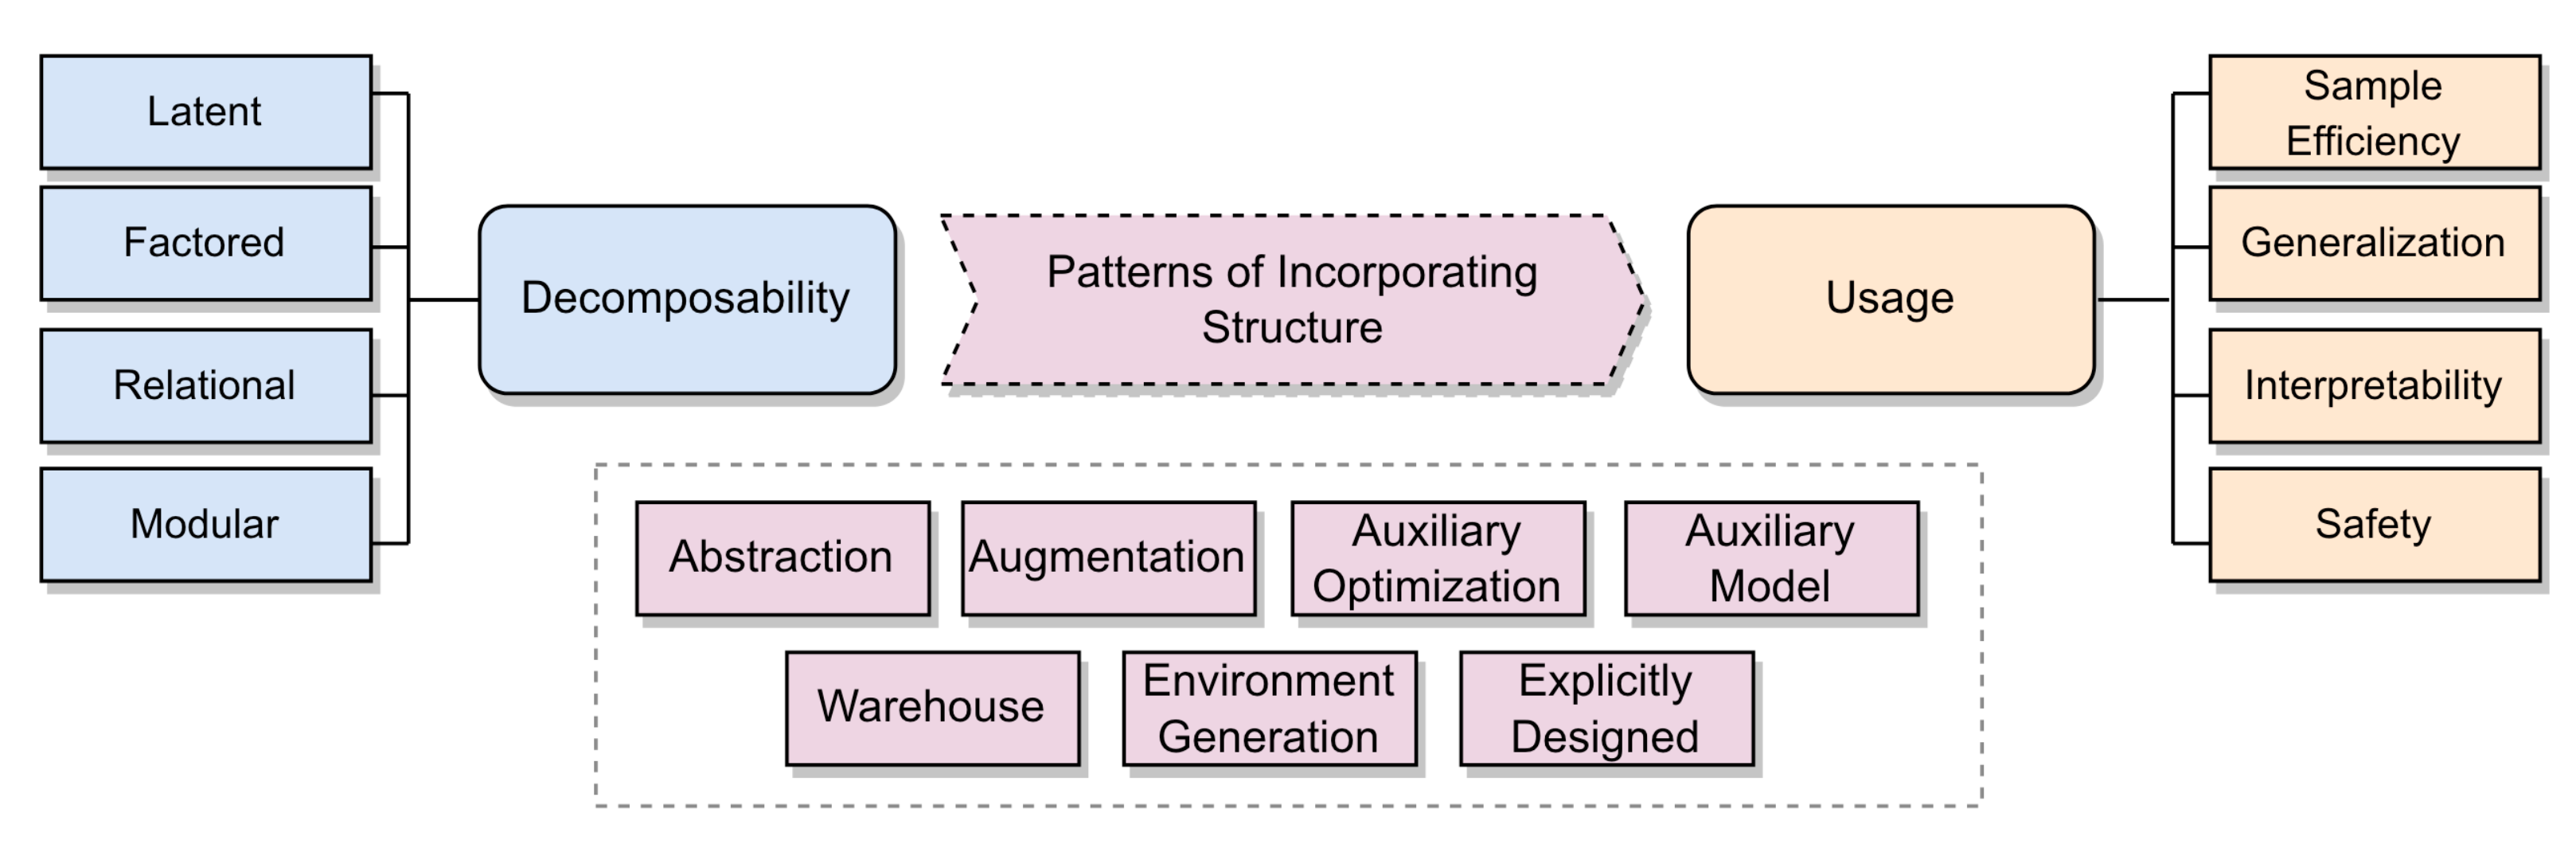 Latent
Factored
Relational
Modular
Decomposability
Patterns of Incorporating
Structure
Usage
Sample
Efficiency
Generalization
Interpretability
Safety
Abstraction
Augmentation
Auxiliary
Optimization
Auxiliary
Model
Warehouse
Environment
Generation
Explicitly
Designed